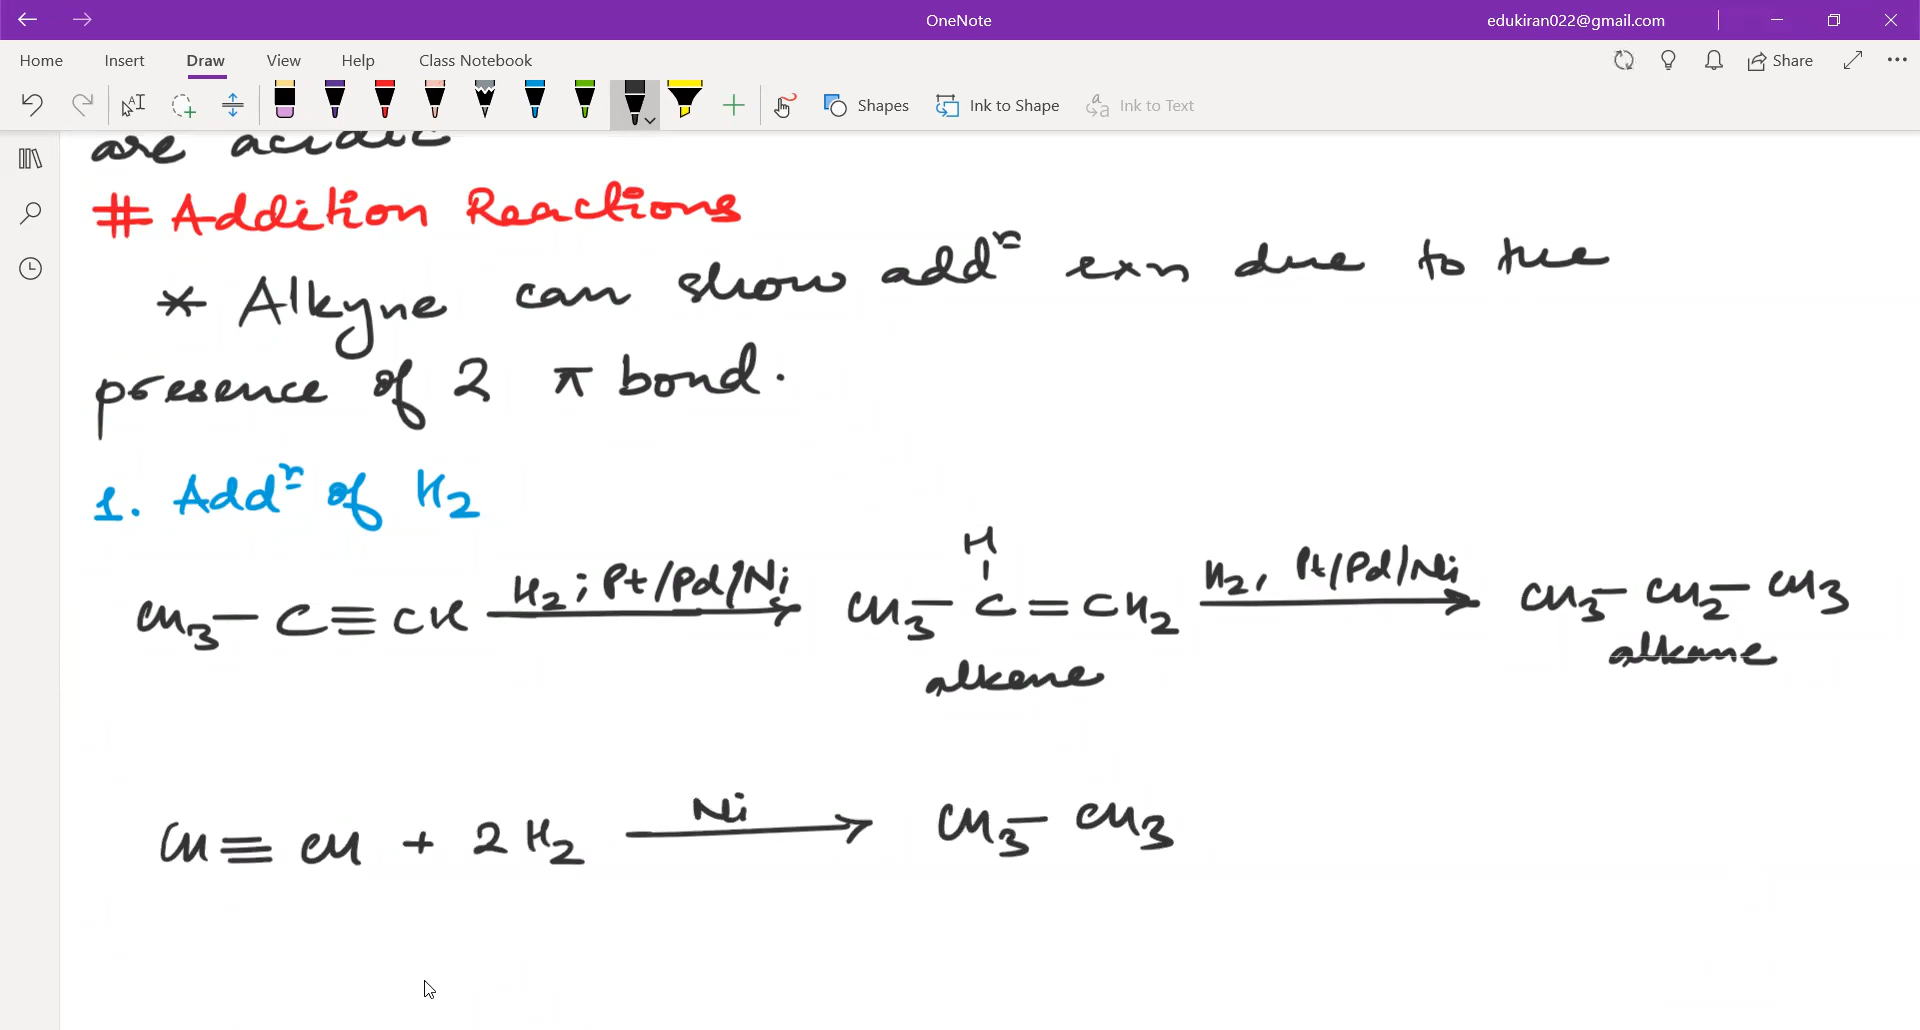 OneNote
edukiran022@gmail.com
Home Insert Draw View Help Class Notebook
Share
Shapes Ink to Shape Ink to Text
are acidic
# Addition Reactions
* Alkyne can show addⁿ rxn due to the
presence of 2 π bond.
1. Addⁿ of H₂
CH₃—C≡CH H₂; Pt/Pd/Ni → CH₃—C(H)=CH₂ H₂, Pt/Pd/Ni → CH₃—CH₂—CH₃
alkene alkane
CH≡CH + 2H₂ Ni → CH₃—CH₃